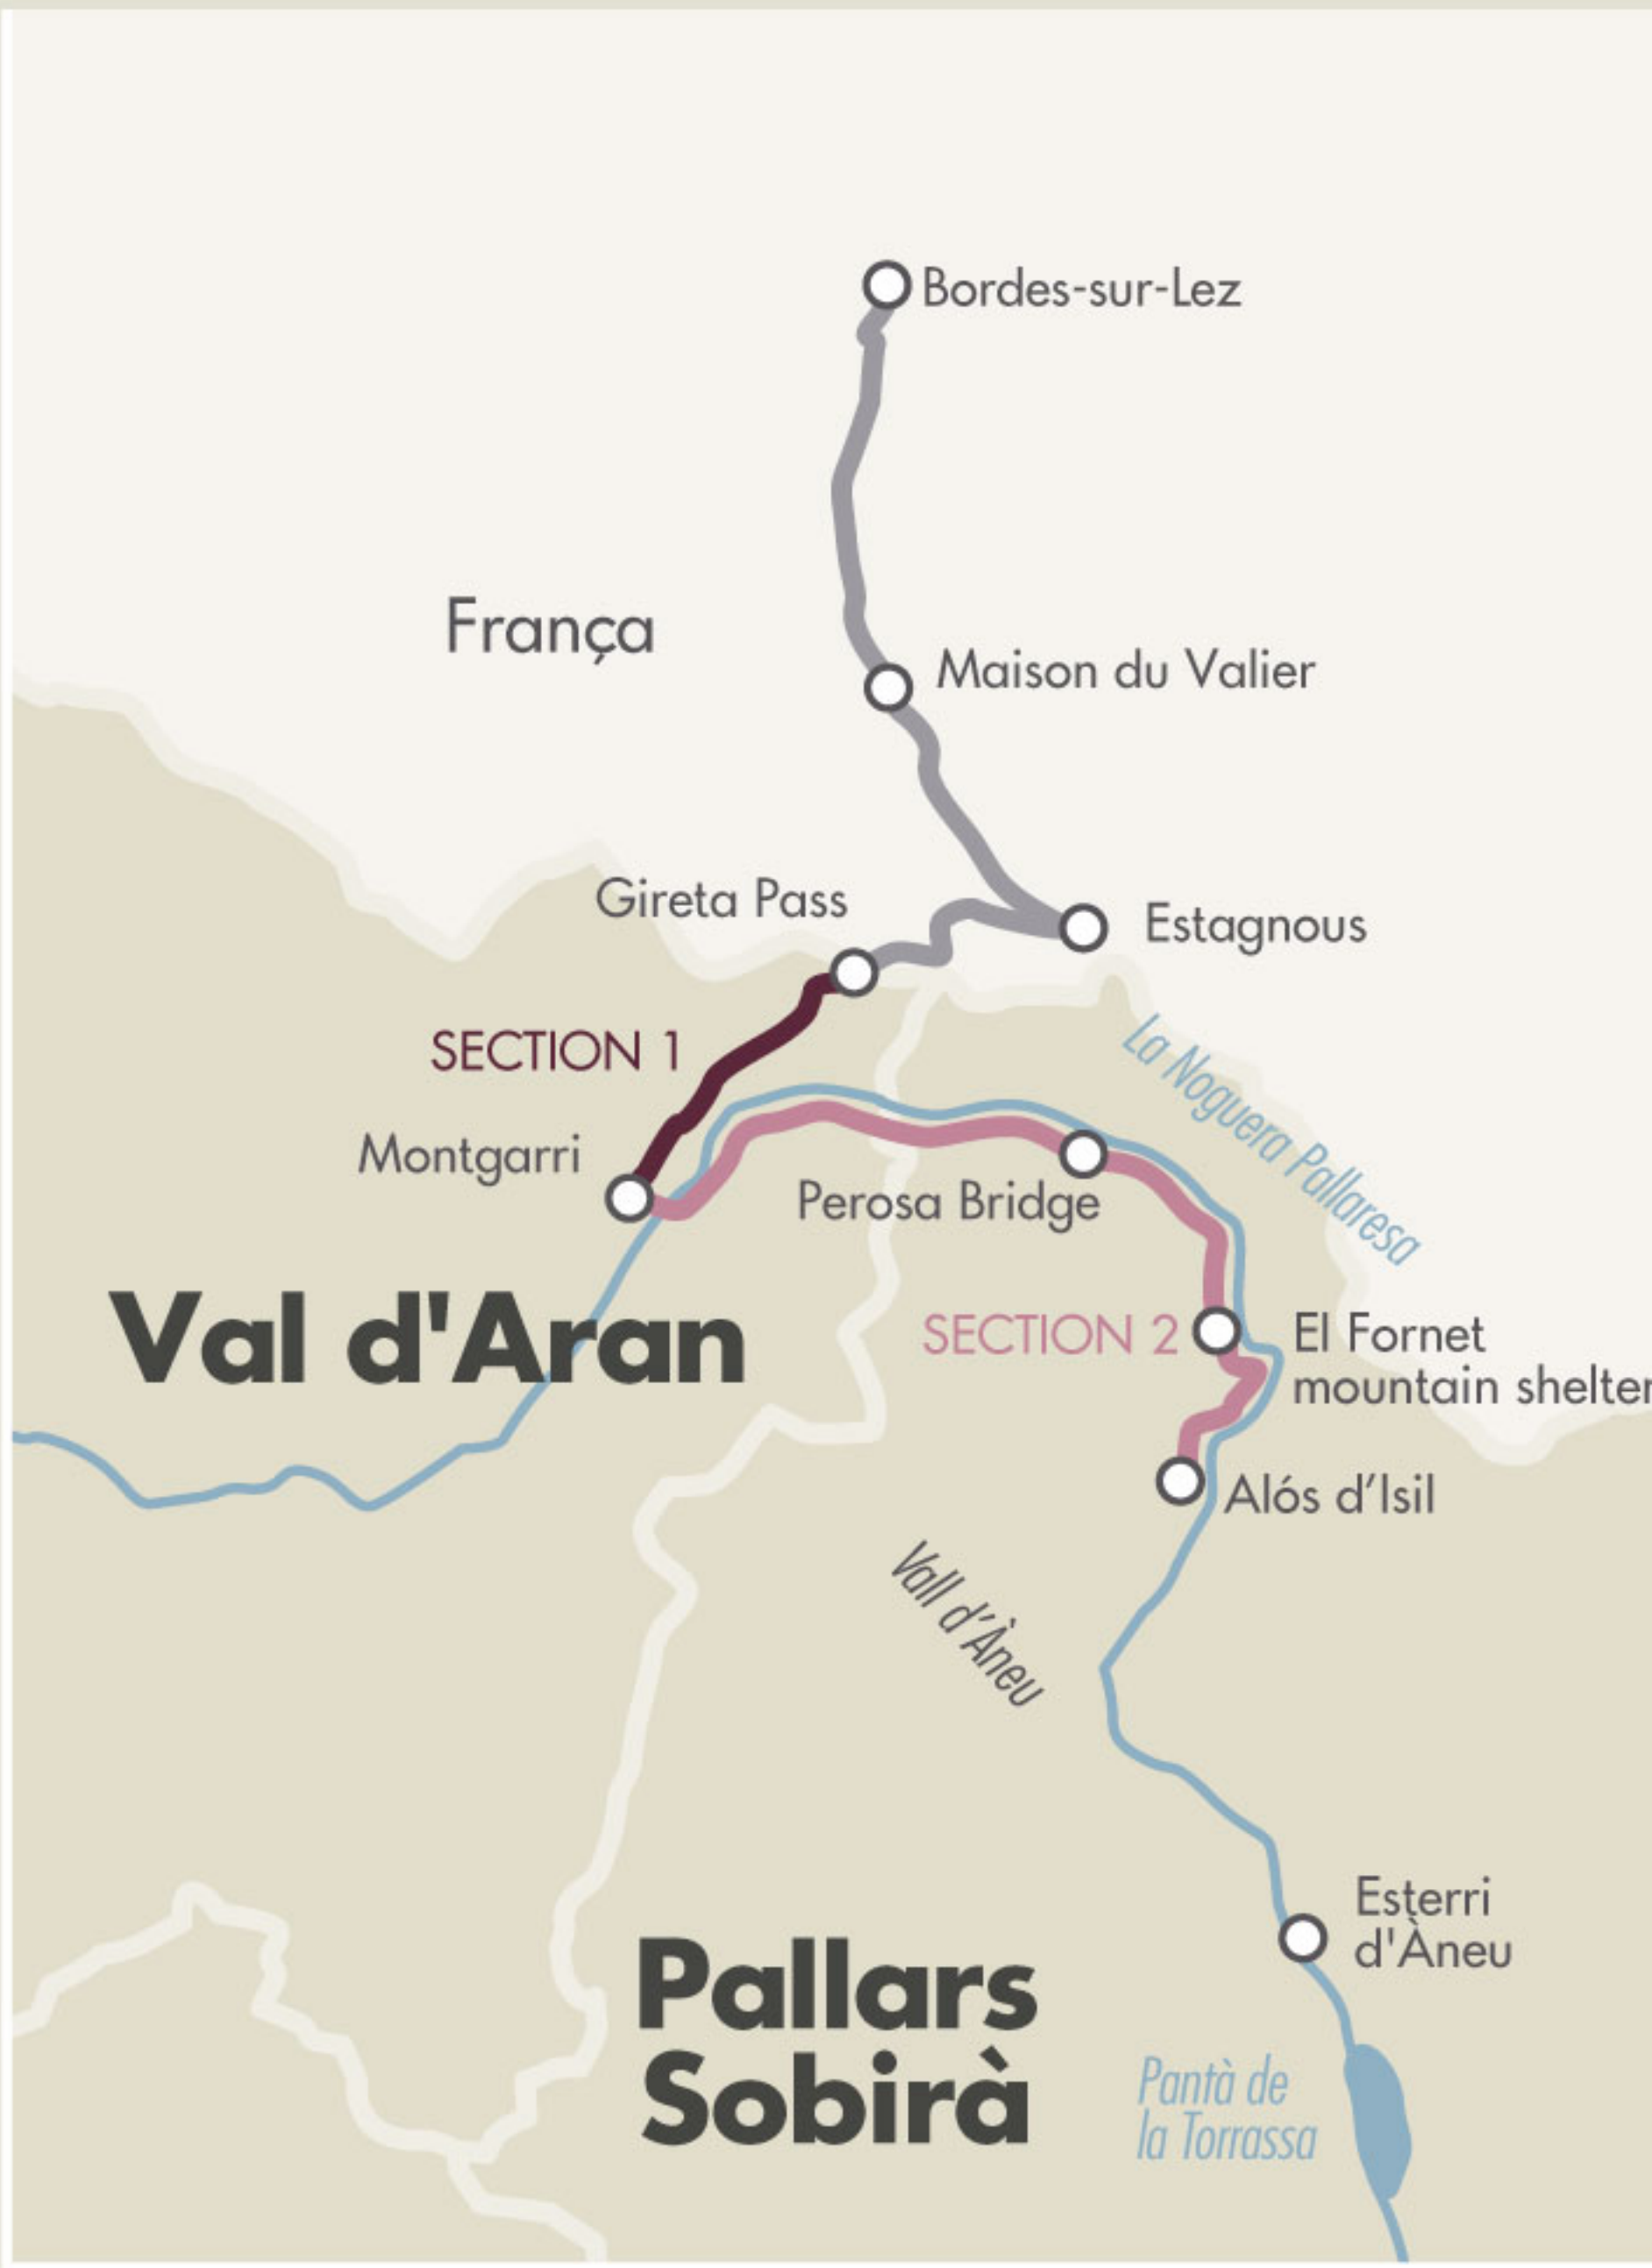 Bordes-sur-Lez
França
Maison du Valier
Gireta Pass
Estagnous
SECTION 1
La Noguera Pallaresa
Montgarri
Perosa Bridge
Val d'Aran
SECTION 2
El Fornet
mountain shelter
Alós d’Isil
Vall d’Àneu
Esterri
d'Àneu
Pallars
Sobirà
Pantà de
la Torrassa